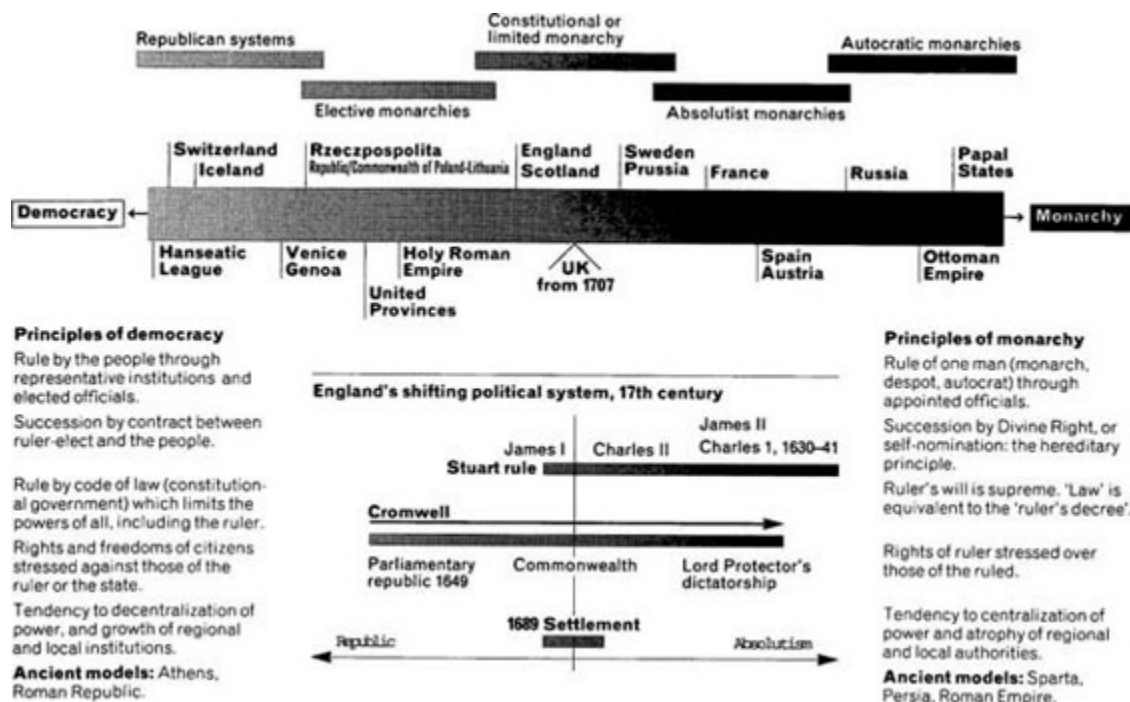 Republican systems
Constitutional or
limited monarchy
Autocratic monarchies
Elective monarchies
Absolutist monarchies
Switzerland
Iceland
Rzeczpospolita
Republic/Commonwealth of Poland-Lithuania
England
Scotland
Sweden
Prussia
France
Russia
Papal
States
Democracy
Monarchy
Hanseatic
League
Venice
Genoa
United
Provinces
Holy Roman
Empire
UK
from 1707
Spain
Austria
Ottoman
Empire
Principles of democracy
Rule by the people through
representative institutions and
elected officials.
Succession by contract between
ruler-elect and the people.
Rule by code of law (constitution-
al government) which limits the
powers of all, including the ruler.
Rights and freedoms of citizens
stressed against those of the
ruler or the state.
Tendency to decentralization of
power, and growth of regional
and local institutions.
Ancient models: Athens,
Roman Republic.
England's shifting political system, 17th century
James I
Charles II
James II
Charles 1, 1630–41
Stuart rule
Cromwell
Parliamentary
republic 1649
Commonwealth
Lord Protector's
dictatorship
1689 Settlement
Republic
Absolutism
Principles of monarchy
Rule of one man (monarch,
despot, autocrat) through
appointed officials.
Succession by Divine Right, or
self-nomination: the hereditary
principle.
Ruler's will is supreme. 'Law' is
equivalent to the 'ruler's decree'.
Rights of ruler stressed over
those of the ruled.
Tendency to centralization of
power and atrophy of regional
and local authorities.
Ancient models: Sparta,
Persia, Roman Empire.